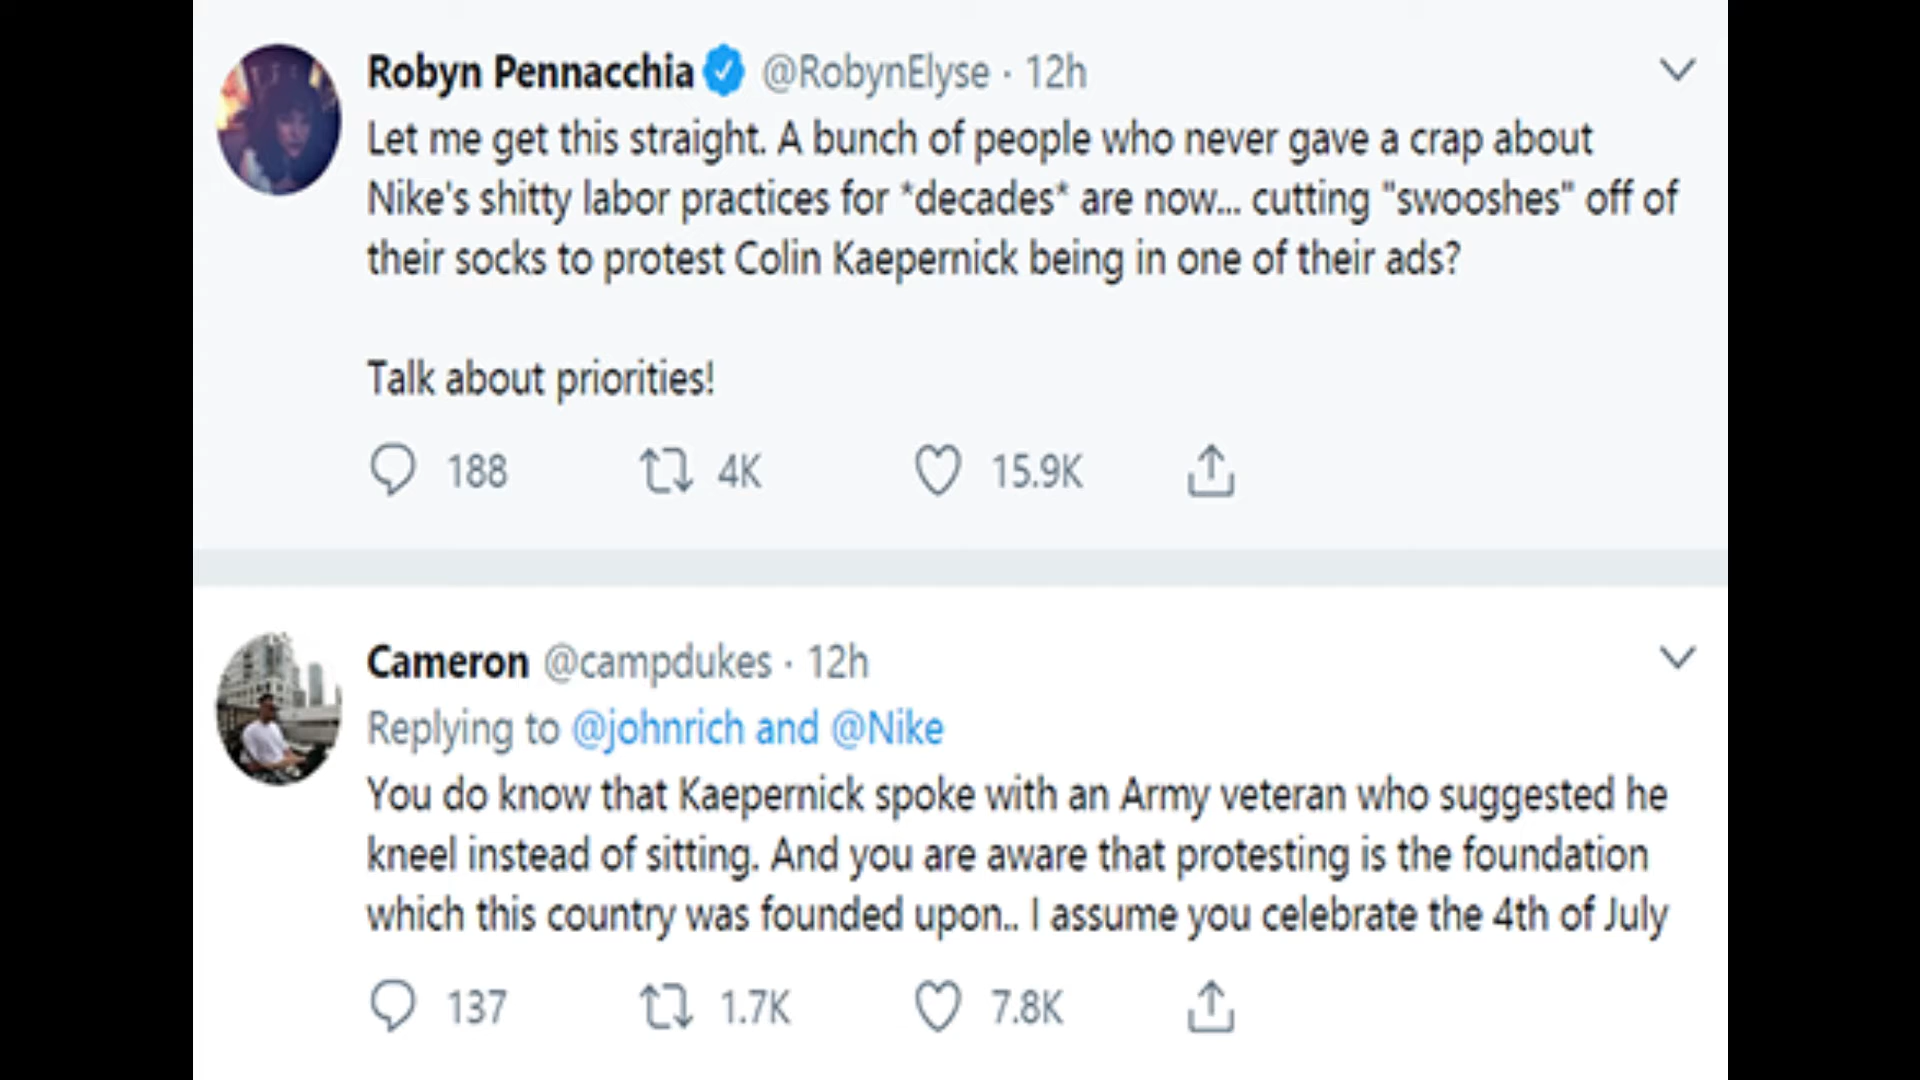 Robyn Pennacchia @RobynElyse · 12h
Let me get this straight. A bunch of people who never gave a crap about
Nike's shitty labor practices for *decades* are now... cutting "swooshes" off of
their socks to protest Colin Kaepernick being in one of their ads?
Talk about priorities!
188 4K 15.9K
Cameron @campdukes · 12h
Replying to @johnrich and @Nike
You do know that Kaepernick spoke with an Army veteran who suggested he
kneel instead of sitting. And you are aware that protesting is the foundation
which this country was founded upon.. I assume you celebrate the 4th of July
137 1.7K 7.8K